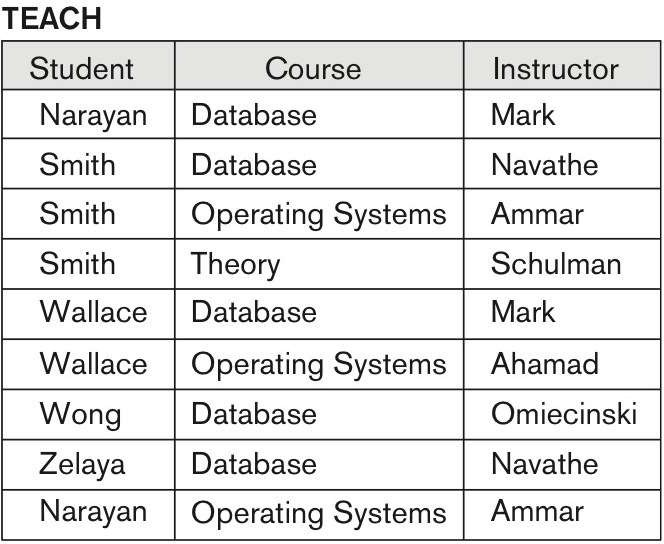 TEACH
Student Course Instructor
Narayan Database Mark
Smith Database Navathe
Smith Operating Systems Ammar
Smith Theory Schulman
Wallace Database Mark
Wallace Operating Systems Ahamad
Wong Database Omiecinski
Zelaya Database Navathe
Narayan Operating Systems Ammar